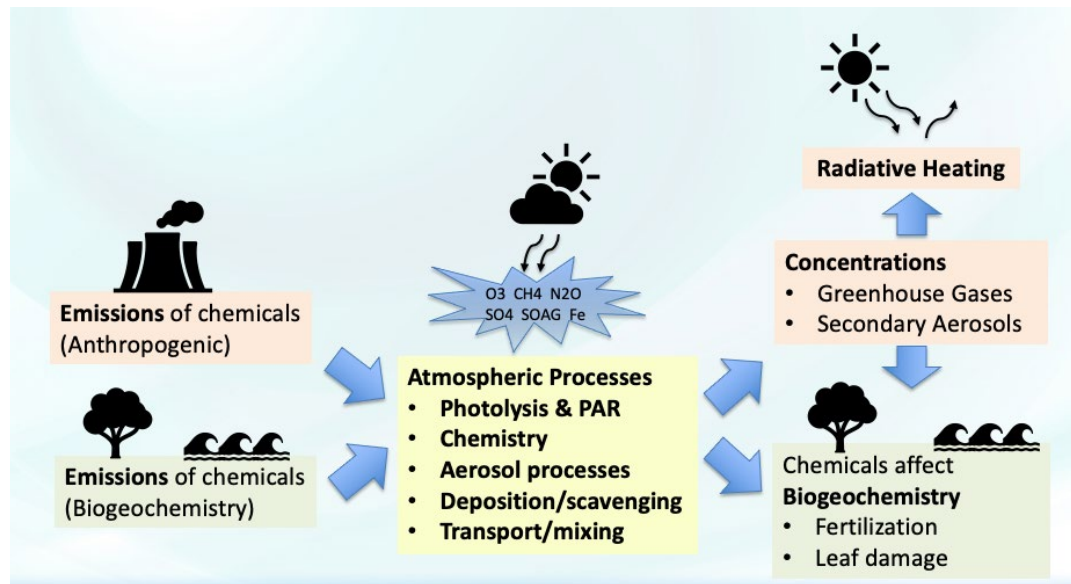 Radiative Heating
Concentrations
• Greenhouse Gases
• Secondary Aerosols
O3 CH4 N2O
SO4 SOAG Fe
Emissions of chemicals
(Anthropogenic)
Atmospheric Processes
• Photolysis & PAR
• Chemistry
• Aerosol processes
• Deposition/scavenging
• Transport/mixing
Emissions of chemicals
(Biogeochemistry)
Chemicals affect
Biogeochemistry
• Fertilization
• Leaf damage